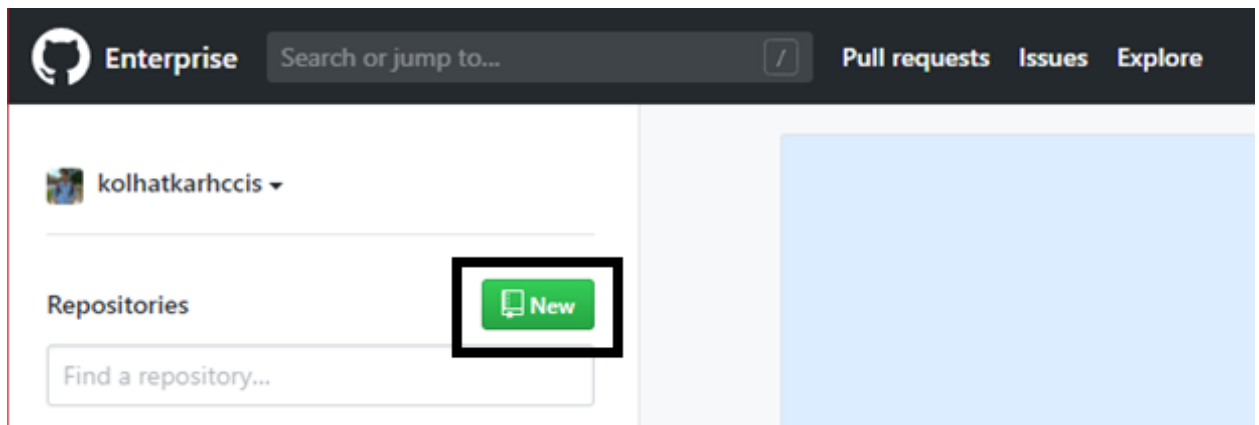 Enterprise Search or jump to... / Pull requests Issues Explore
kolhatkarhccis
Repositories New
Find a repository...